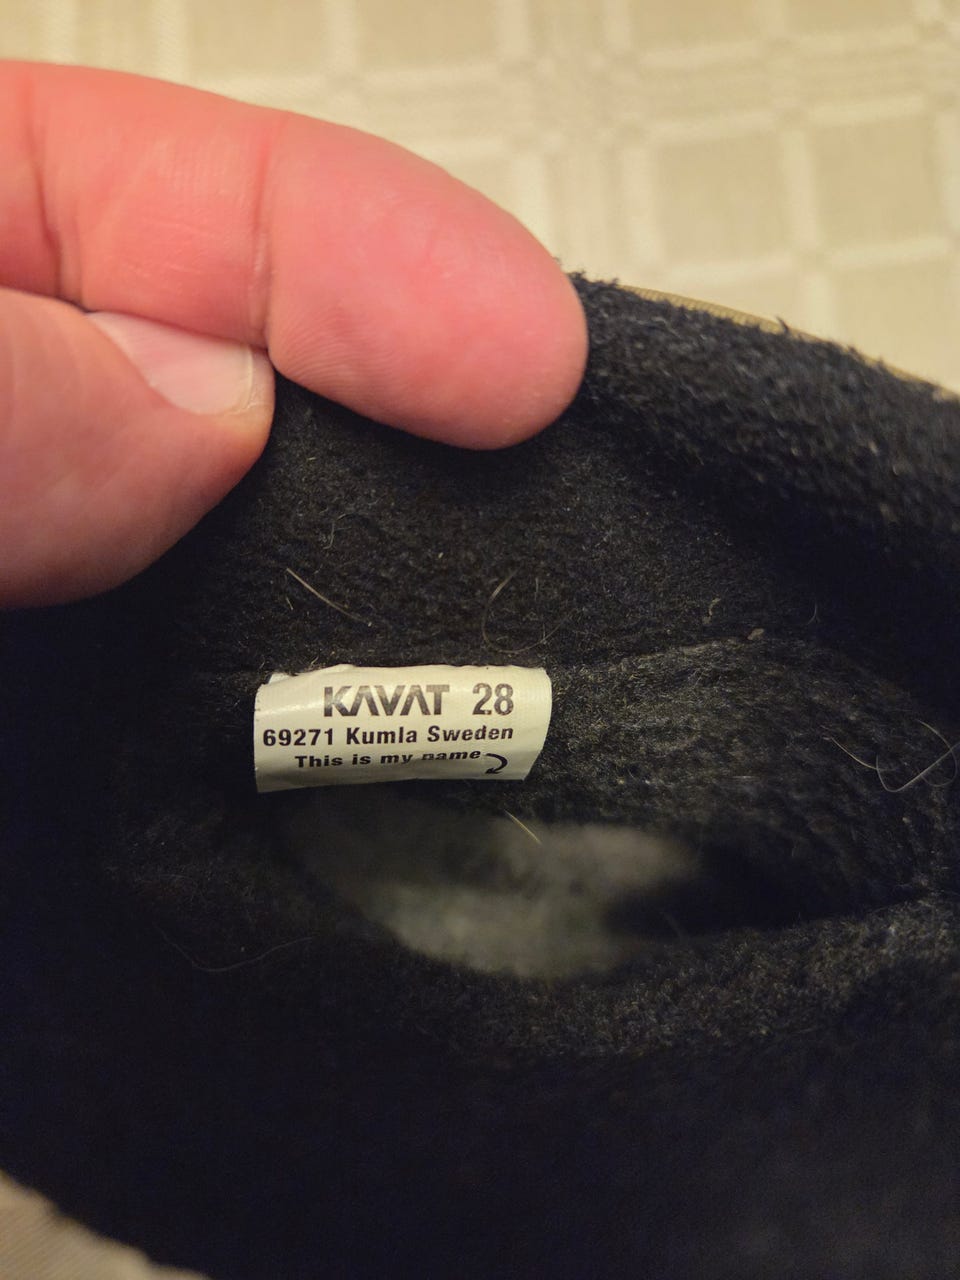 KAVAT 28
69271 Kumla Sweden
This is my name